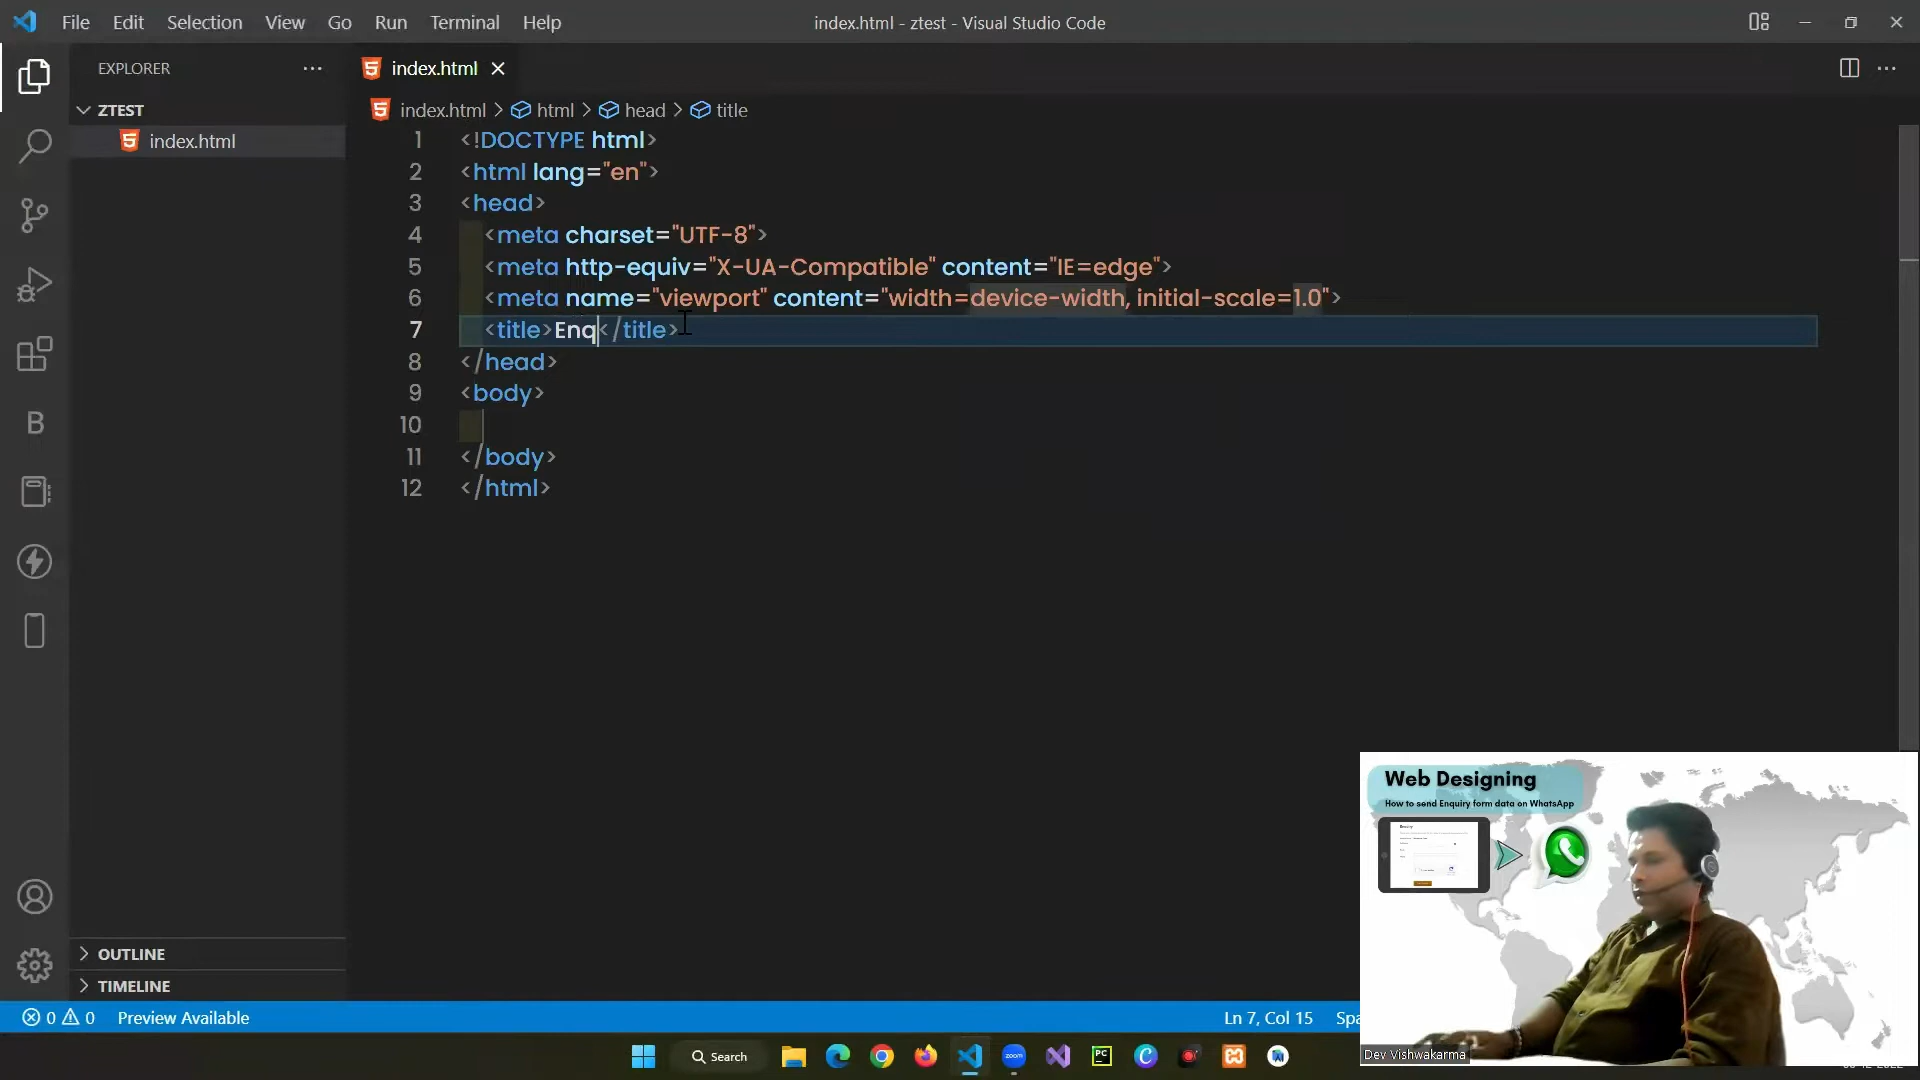 File Edit Selection View Go Run Terminal Help
index.html - ztest - Visual Studio Code
EXPLORER
index.html
ZTEST
index.html
index.html > html > head > title
1 <!DOCTYPE html>
2 <html lang="en">
3 <head>
4 <meta charset="UTF-8">
5 <meta http-equiv="X-UA-Compatible" content="IE=edge">
6 <meta name="viewport" content="width=device-width, initial-scale=1.0">
7 <title>Enq</title>
8 </head>
9 <body>
10
11 </body>
12 </html>
B
Web Designing
How to send Enquiry form data on WhatsApp
OUTLINE
TIMELINE
0 0 Preview Available
Ln 7, Col 15 Spa
Search
zoom
PC
Dev Vishwakarma